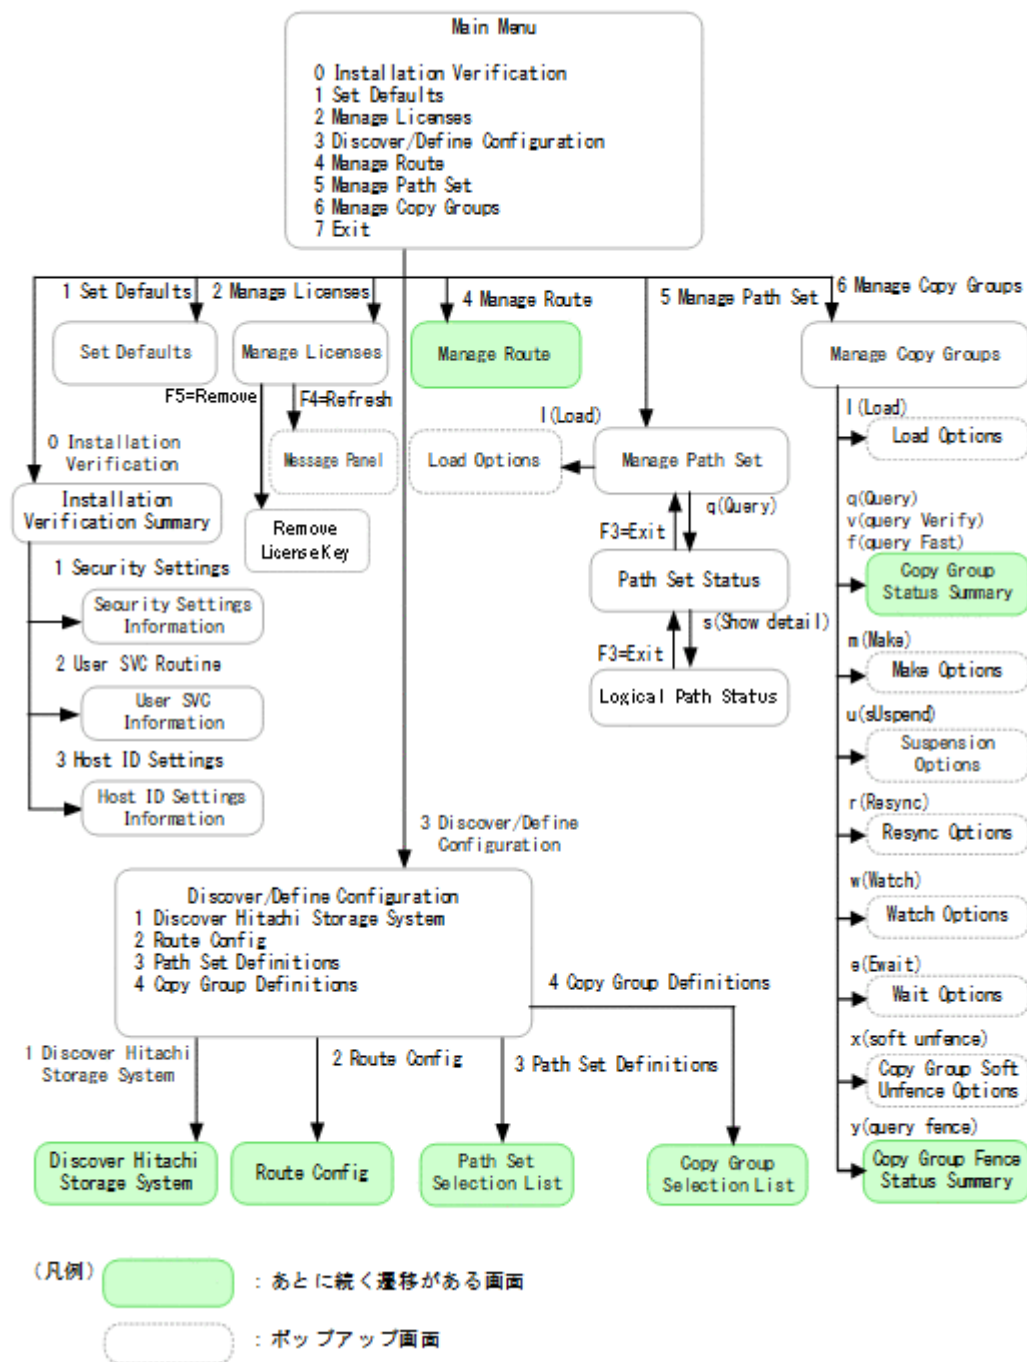 Main Menu
0 Installation Verification
1 Set Defaults
2 Manage Licenses
3 Discover/Define Configuration
4 Manage Route
5 Manage Path Set
6 Manage Copy Groups
7 Exit
1 Set Defaults
2 Manage Licenses
4 Manage Route
5 Manage Path Set
6 Manage Copy Groups
Set Defaults
Manage Licenses
Manage Route
Manage Copy Groups
F5=Remove
F4=Refresh
l(Load)
l(Load)
0 Installation
Verification
Message Panel
Load Options
Manage Path Set
Load Options
Installation
Verification Summary
Remove
LicenseKey
F3=Exit
q(Query)
q(Query)
v(query Verify)
f(query Fast)
1 Security Settings
Path Set Status
Copy Group
Status Summary
Security Settings
Information
F3=Exit
s(Show detail)
m(Make)
2 User SVC Routine
Make Options
User SVC
Information
Logical Path Status
u(sUspend)
Suspension
Options
3 Host ID Settings
Host ID Settings
Information
r(Resync)
3 Discover/Define
Configuration
Resync Options
Discover/Define Configuration
1 Discover Hitachi Storage System
2 Route Config
3 Path Set Definitions
4 Copy Group Definitions
w(Watch)
Watch Options
e(Ewait)
4 Copy Group Definitions
Wait Options
1 Discover Hitachi
Storage System
2 Route Config
3 Path Set Definitions
x(soft unfence)
Copy Group Soft
Unfence Options
y(query fence)
Discover Hitachi
Storage System
Route Config
Path Set
Selection List
Copy Group
Selection List
Copy Group Fence
Status Summary
(凡例)
: あとに続く遷移がある画面
: ポップアップ画面